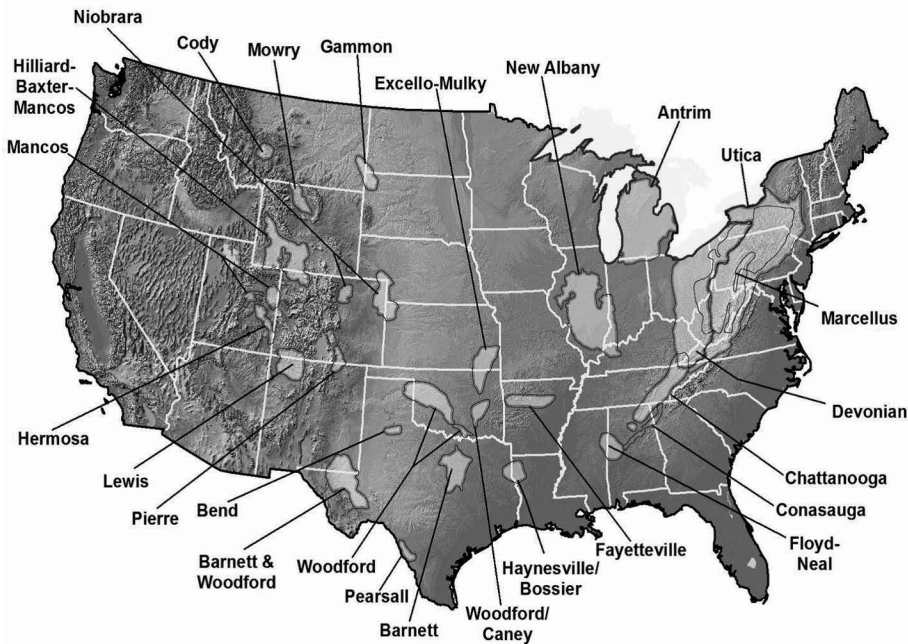 Niobrara
Cody
Mowry
Gammon
Hilliard-
Baxter-
Mancos
Excello-Mulky
New Albany
Antrim
Mancos
Utica
Marcellus
Devonian
Hermosa
Lewis
Pierre
Bend
Chattanooga
Conasauga
Floyd-
Neal
Barnett &
Woodford
Woodford
Pearsall
Barnett
Woodford/
Caney
Haynesville/
Bossier
Fayetteville